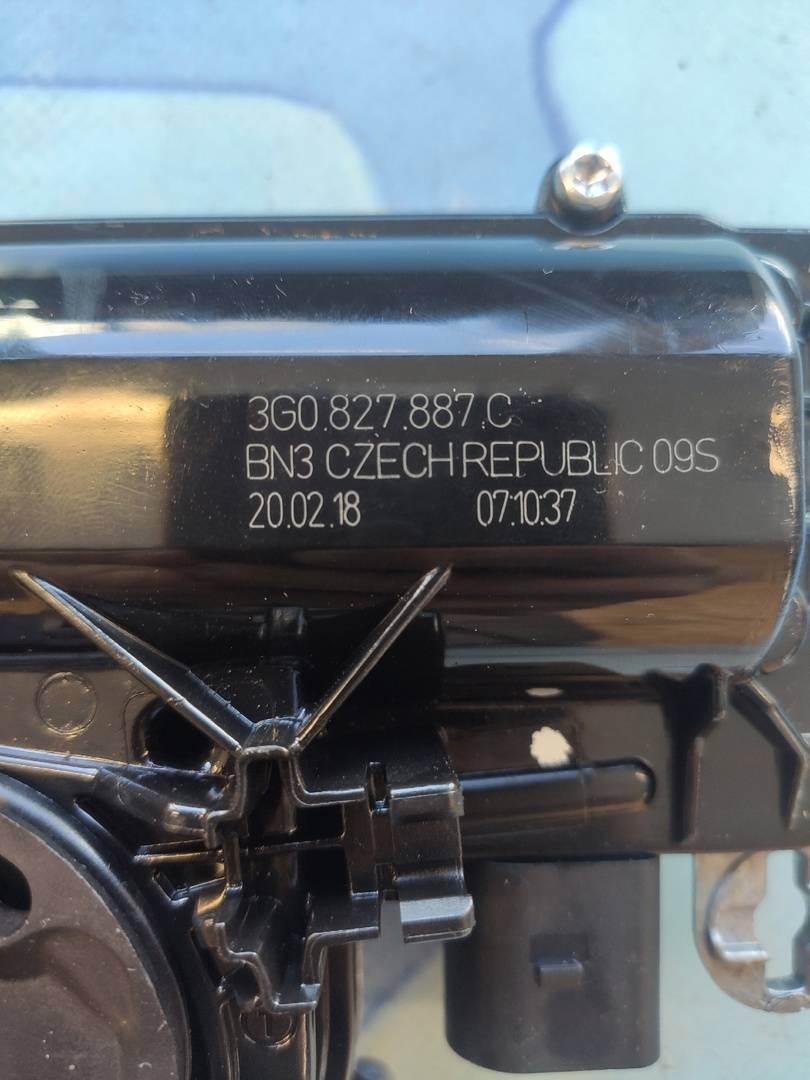 3G0.827.887.C
BN3 CZECH REPUBLIC 09S
20.02.18 07:10:37